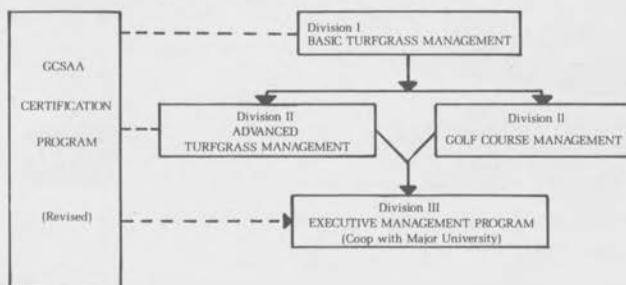 GCSAA
CERTIFICATION
PROGRAM
(Revised)
Division I
BASIC TURFGRASS MANAGEMENT
Division II
ADVANCED
TURFGRASS MANAGEMENT
Division II
GOLF COURSE MANAGEMENT
Division III
EXECUTIVE MANAGEMENT PROGRAM
(Coop with Major University)